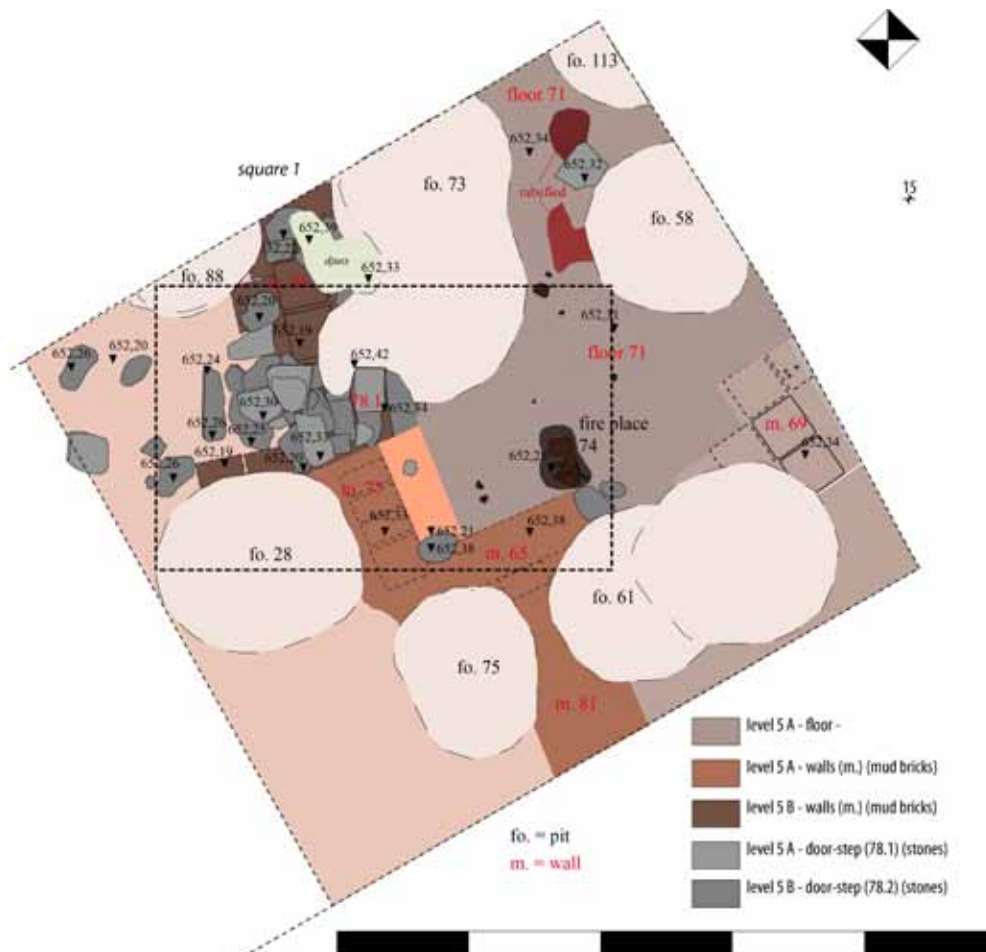 fo. 113
floor 71
652,34
square 1
652,32
fo. 73
rubified
fo. 58
15
652,39
652,33
fo. 88
652,20
652,19
floor 71
652,26
652,20
652,24
652,42
78.1
652,30
fire place
74
m. 69
652,34
652,26
652,19
652,38
652,21
652,38
m. 65
fo. 28
fo. 61
fo. 75
m. 81
level 5 A - floor -
level 5 A - walls (m.) (mud bricks)
level 5 B - walls (m.) (mud bricks)
level 5 A - door-step (78.1) (stones)
level 5 B - door-step (78.2) (stones)
fo. = pit
m. = wall